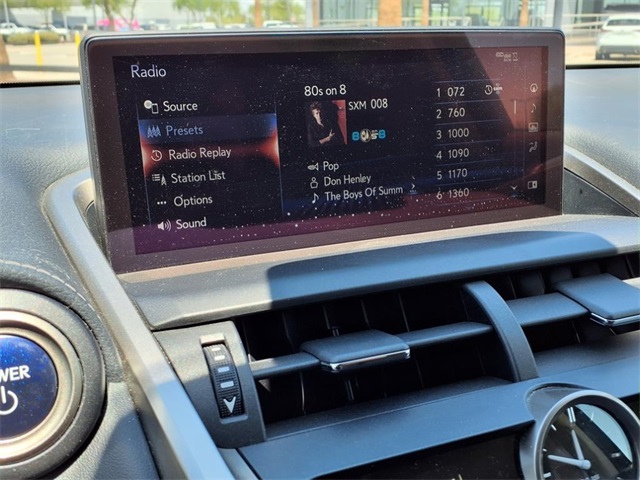 Radio
Source
Presets
Radio Replay
Station List
Options
Sound
80s on 8
SXM 008
Pop
Don Henley
The Boys Of Summ
1 072
2 760
3 1000
4 1090
5 1170
6 1360
POWER